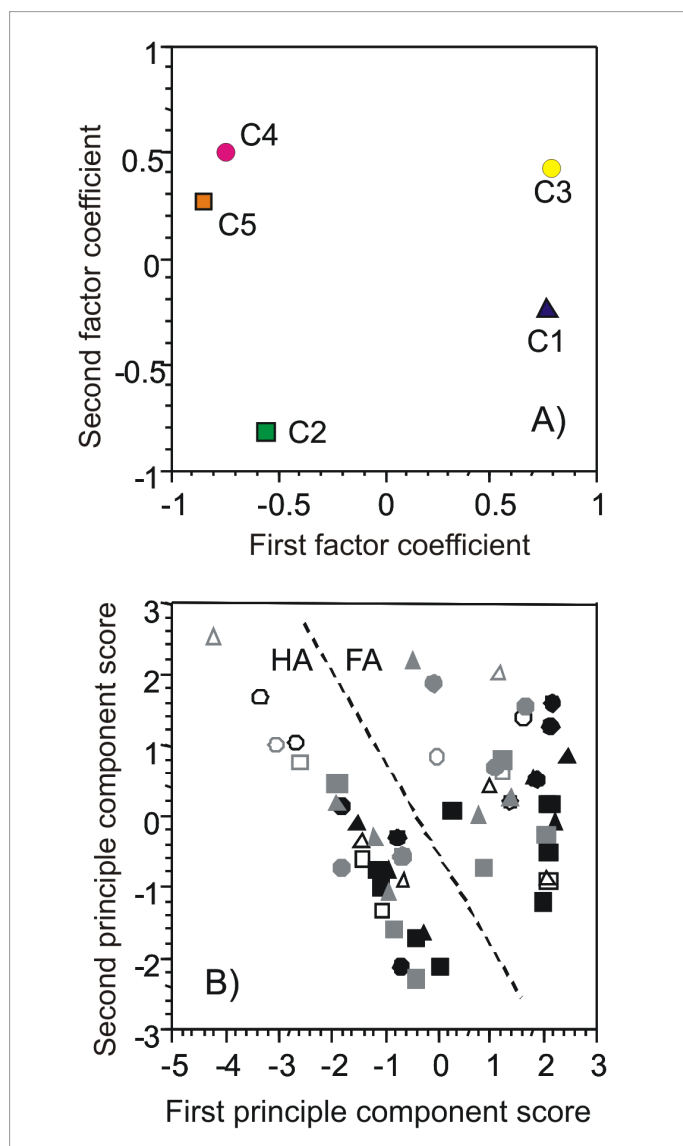 1
C4
0.5
C3
C5
0
C1
-0.5
C2
A)
-1
-1 -0.5 0 0.5 1
First factor coefficient
Second factor coefficient
3
HA FA
2
1
0
-1
-2
B)
-3
-5 -4 -3 -2 -1 0 1 2 3
First principle component score
Second principle component score